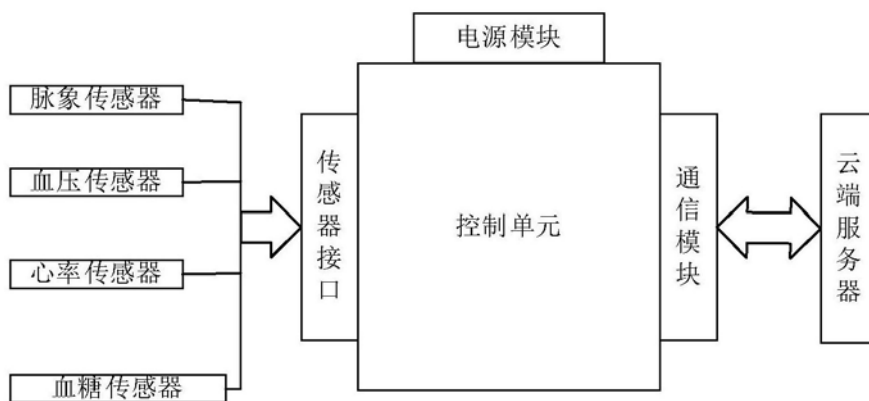 电源模块
脉象传感器
血压传感器
心率传感器
血糖传感器
传感器接口
控制单元
通信模块
云端服务器